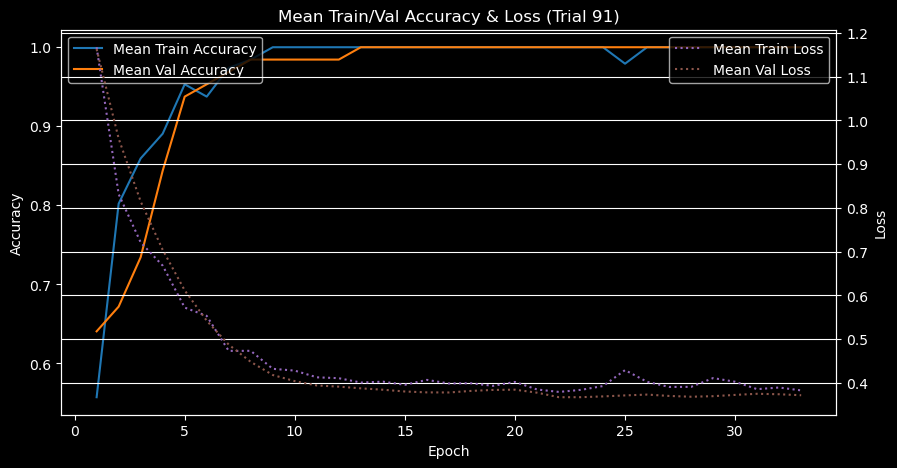 Mean Train/Val Accuracy & Loss (Trial 91)
Mean Train Accuracy
Mean Val Accuracy
Mean Train Loss
Mean Val Loss
1.0
0.9
0.8
0.7
0.6
Accuracy
1.2
1.1
1.0
0.9
0.8
0.7
0.6
0.5
0.4
Loss
0 5 10 15 20 25 30
Epoch